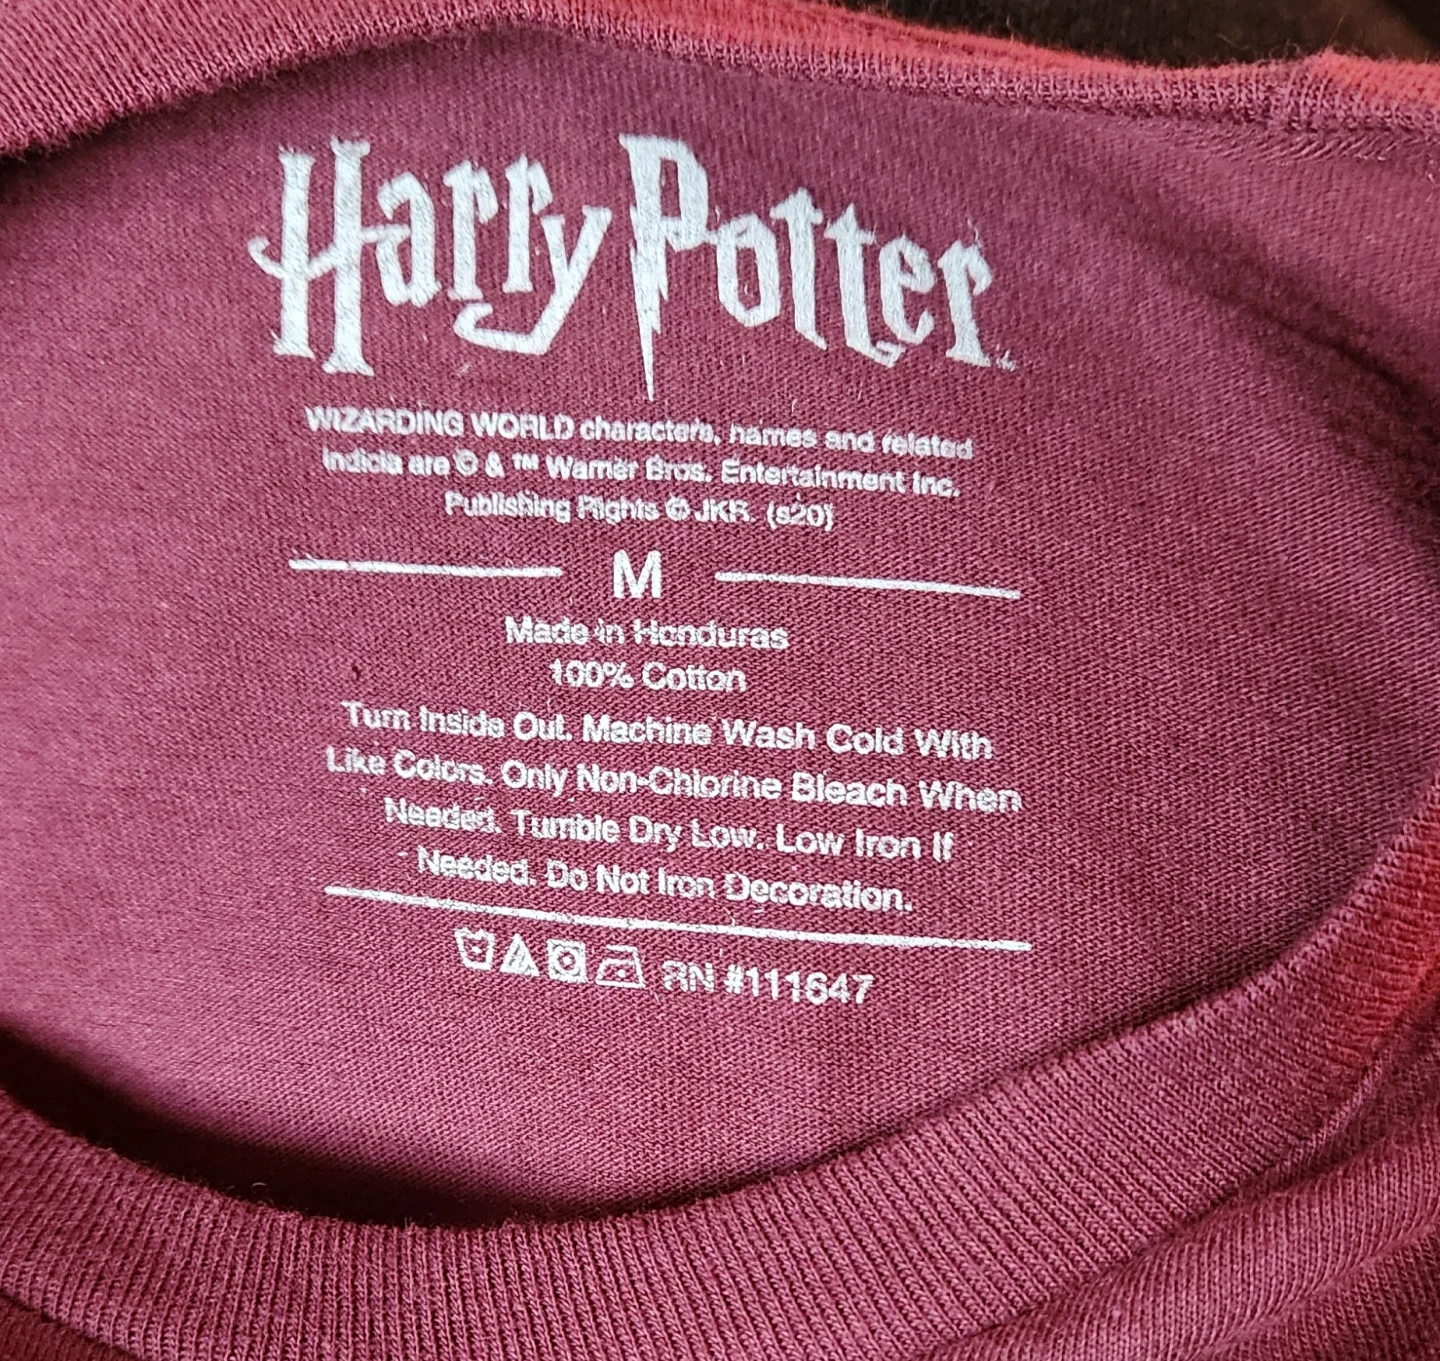 Harry Potter™
WIZARDING WORLD characters, names and related
indicia are © & ™ Warner Bros. Entertainment Inc.
Publishing Rights © JKR. (s20)
M
Made in Honduras
100% Cotton
Turn Inside Out. Machine Wash Cold With
Like Colors. Only Non-Chlorine Bleach When
Needed. Tumble Dry Low. Low Iron If
Needed. Do Not Iron Decoration.
RN #111647